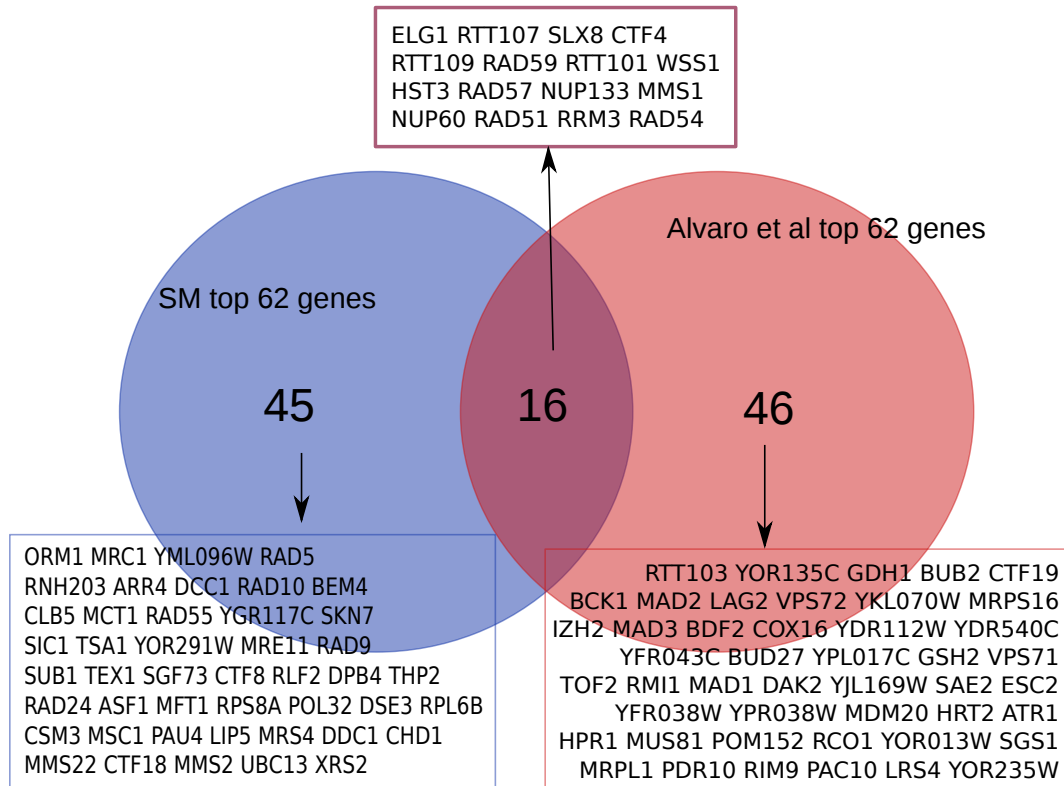 ELG1 RTT107 SLX8 CTF4
RTT109 RAD59 RTT101 WSS1
HST3 RAD57 NUP133 MMS1
NUP60 RAD51 RRM3 RAD54
Alvaro et al top 62 genes
SM top 62 genes
45
16
46
ORM1 MRC1 YML096W RAD5
RNH203 ARR4 DCC1 RAD10 BEM4
CLB5 MCT1 RAD55 YGR117C SKN7
SIC1 TSA1 YOR291W MRE11 RAD9
SUB1 TEX1 SGF73 CTF8 RLF2 DPB4 THP2
RAD24 ASF1 MFT1 RPS8A POL32 DSE3 RPL6B
CSM3 MSC1 PAU4 LIP5 MRS4 DDC1 CHD1
MMS22 CTF18 MMS2 UBC13 XRS2
RTT103 YOR135C GDH1 BUB2 CTF19
BCK1 MAD2 LAG2 VPS72 YKL070W MRPS16
IZH2 MAD3 BDF2 COX16 YDR112W YDR540C
YFR043C BUD27 YPL017C GSH2 VPS71
TOF2 RMI1 MAD1 DAK2 YJL169W SAE2 ESC2
YFR038W YPR038W MDM20 HRT2 ATR1
HPR1 MUS81 POM152 RCO1 YOR013W SGS1
MRPL1 PDR10 RIM9 PAC10 LRS4 YOR235W